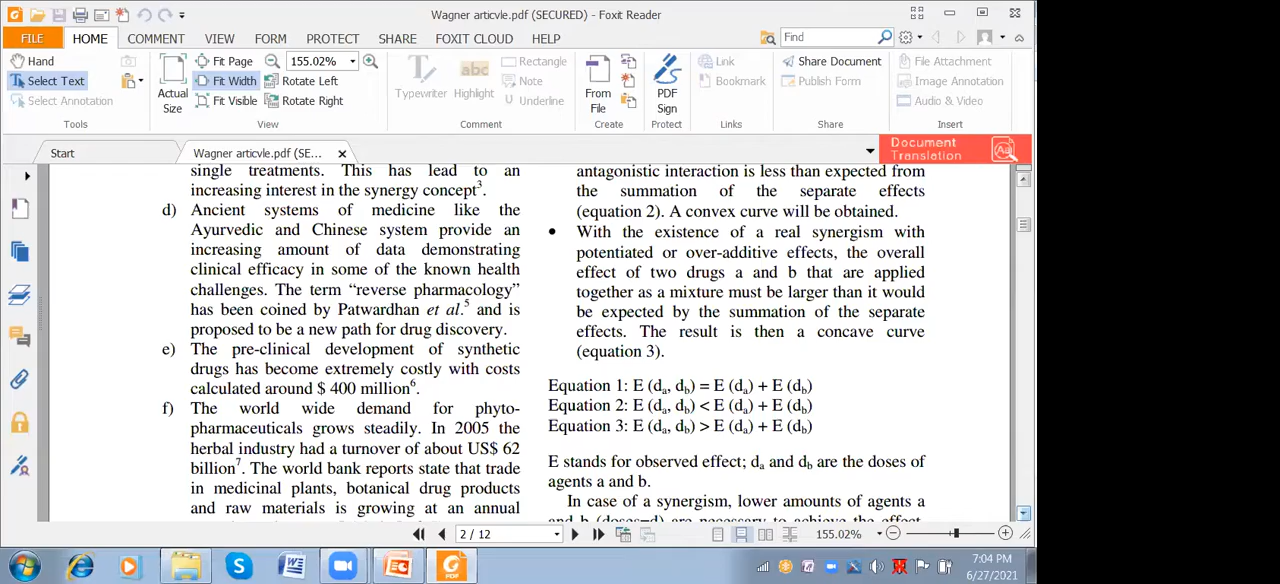 Wagner articvle.pdf (SECURED) - Foxit Reader
FILE HOME COMMENT VIEW FORM PROTECT SHARE FOXIT CLOUD HELP Find
Hand
Select Text
Select Annotation
Tools
Actual Size
Fit Page
Fit Width
Fit Visible
155.02%
Rotate Left
Rotate Right
View
Typewriter
Highlight
Rectangle
Note
Underline
Comment
From File
Create
PDF Sign
Protect
Link
Bookmark
Links
Share Document
Publish Form
Share
File Attachment
Image Annotation
Audio & Video
Insert
Start
Wagner articvle.pdf (SE...
Document
Translation
single treatments. This has lead to an
increasing interest in the synergy concept3.
d) Ancient systems of medicine like the
Ayurvedic and Chinese system provide an
increasing amount of data demonstrating
clinical efficacy in some of the known health
challenges. The term “reverse pharmacology”
has been coined by Patwardhan et al.5 and is
proposed to be a new path for drug discovery.
e) The pre-clinical development of synthetic
drugs has become extremely costly with costs
calculated around $ 400 million6.
f) The world wide demand for phyto-
pharmaceuticals grows steadily. In 2005 the
herbal industry had a turnover of about US$ 62
billion7. The world bank reports state that trade
in medicinal plants, botanical drug products
and raw materials is growing at an annual
antagonistic interaction is less than expected from
the summation of the separate effects
(equation 2). A convex curve will be obtained.
• With the existence of a real synergism with
potentiated or over-additive effects, the overall
effect of two drugs a and b that are applied
together as a mixture must be larger than it would
be expected by the summation of the separate
effects. The result is then a concave curve
(equation 3).
Equation 1: E (da, db) = E (da) + E (db)
Equation 2: E (da, db) < E (da) + E (db)
Equation 3: E (da, db) > E (da) + E (db)
E stands for observed effect; da and db are the doses of
agents a and b.
In case of a synergism, lower amounts of agents a
and b (doses=d) are necessary to achieve the effect
2 / 12
155.02%
7:04 PM
6/27/2021